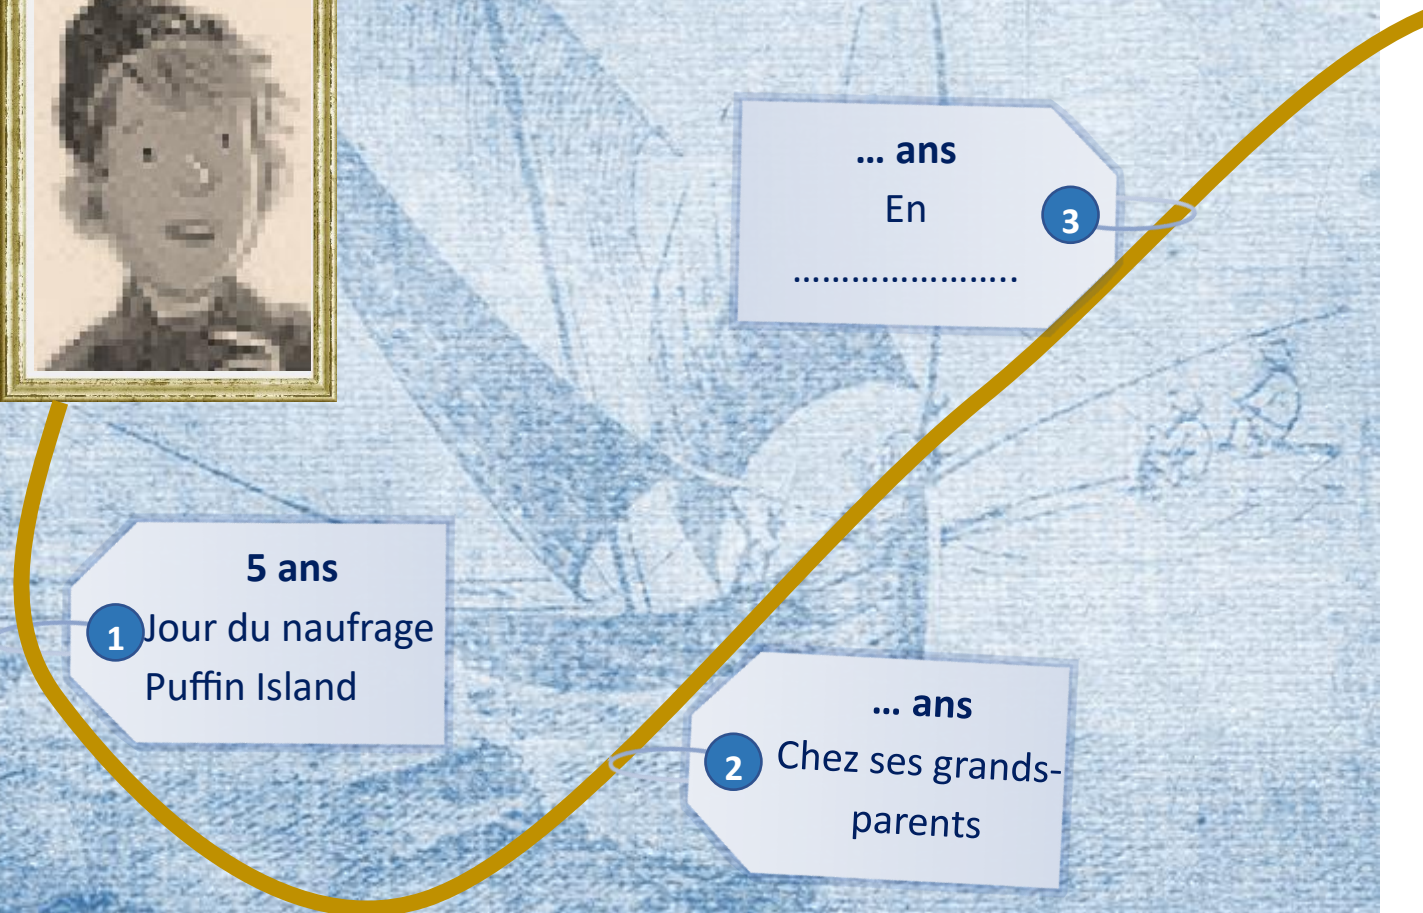 5 ans
1
Jour du naufrage
Puffin Island
… ans
2
Chez ses grands-
parents
… ans
En
3
…………………..